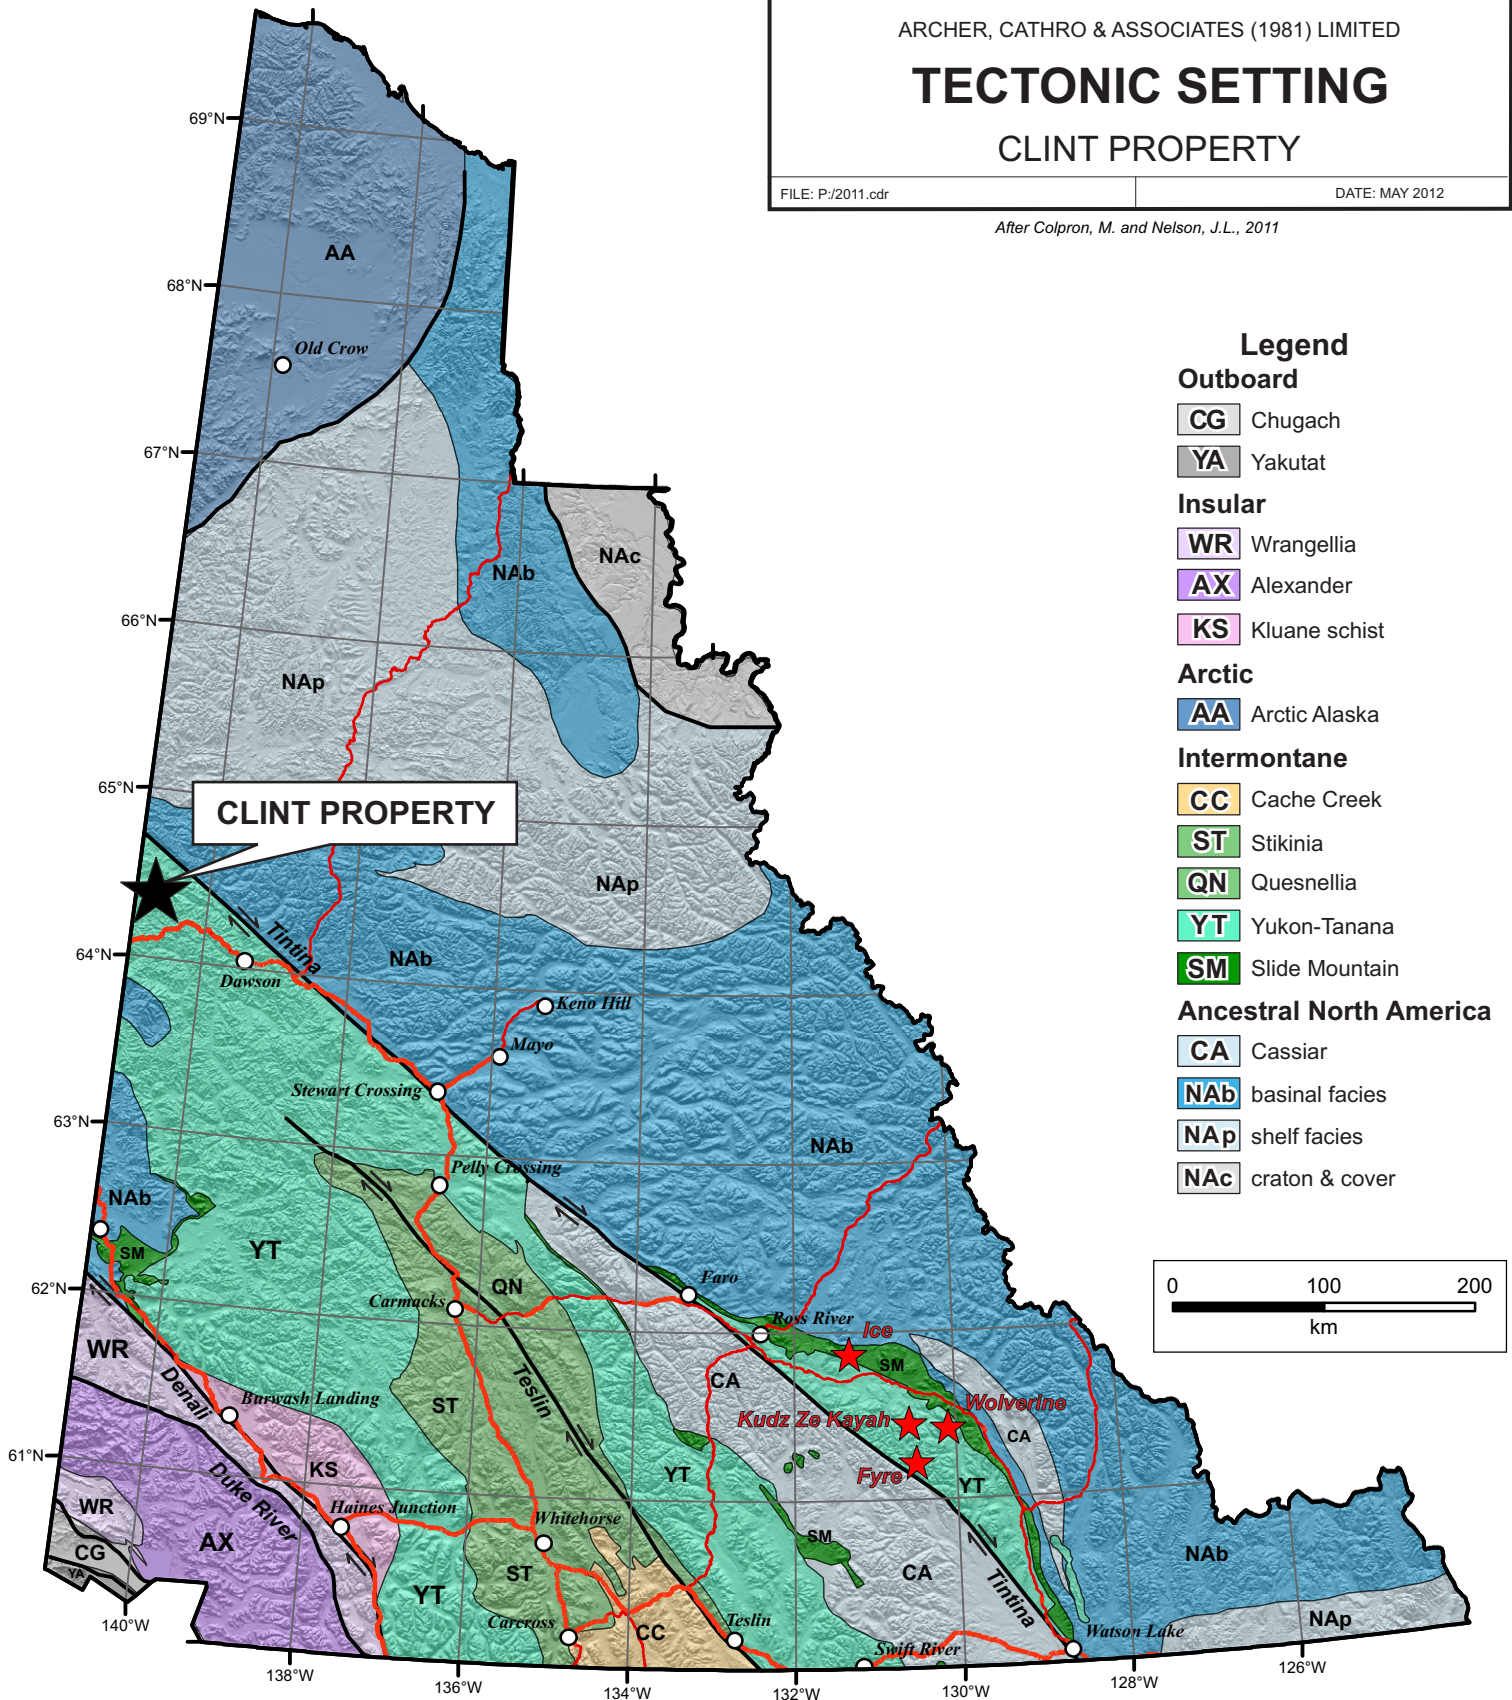 ARCHER, CATHRO & ASSOCIATES (1981) LIMITED
TECTONIC SETTING
CLINT PROPERTY
FILE: P:/2011.cdr
DATE: MAY 2012
After Colpron, M. and Nelson, J.L., 2011
Legend
Outboard
CG Chugach
YA Yakutat
Insular
WR Wrangellia
AX Alexander
KS Kluane schist
Arctic
AA Arctic Alaska
Intermontane
CC Cache Creek
ST Stikinia
QN Quesnellia
YT Yukon-Tanana
SM Slide Mountain
Ancestral North America
CA Cassiar
NAb basinal facies
NAp shelf facies
NAc craton & cover
0 100 200
km
69°N
AA
68°N
Old Crow
67°N
NAc
NAb
66°N
NAp
65°N
CLINT PROPERTY
NAp
Tintina
64°N
NAb
Dawson
Keno Hill
Mayo
Stewart Crossing
63°N
NAb
Pelly Crossing
NAb
YT
SM
62°N
QN
Faro
Carmacks
Ross River
Ice
WR
SM
Denali
Burwash Landing
Teslin
CA
Wolverine
ST
Kudz Ze Kayah
CA
61°N
KS
YT
Fyre
YT
Duke River
WR
Haines Junction
Whitehorse
SM
AX
CG
YA
ST
CA
NAb
YT
Tintina
Carcross
Teslin
CC
Swift River
Watson Lake
NAp
140°W
138°W
136°W
134°W
132°W
130°W
128°W
126°W